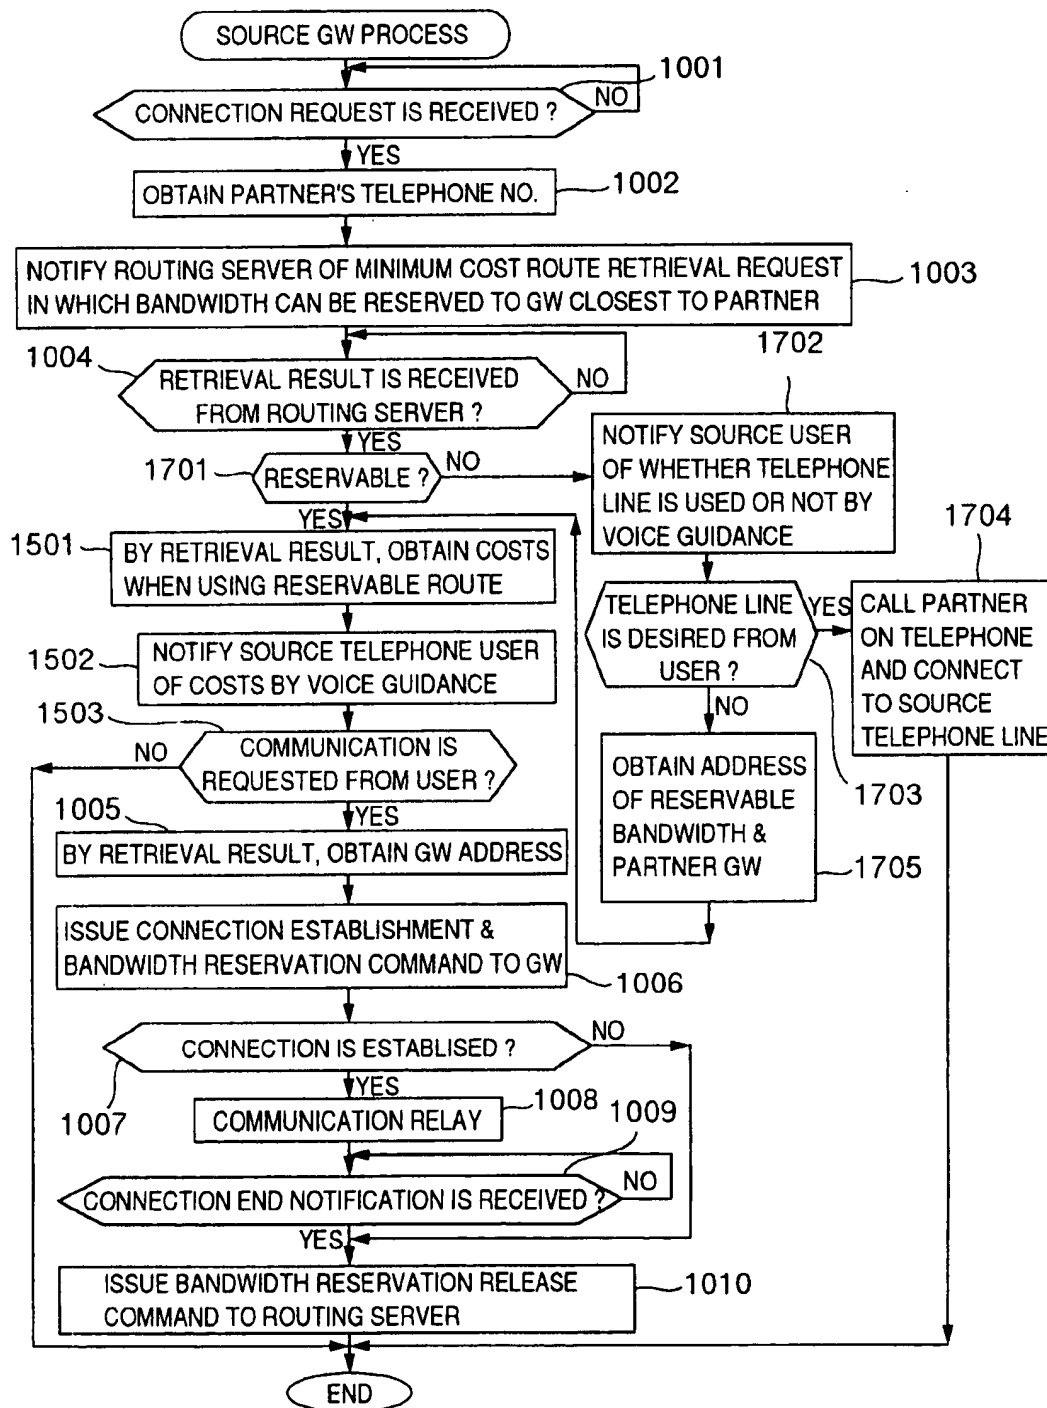 SOURCE GW PROCESS
1001
CONNECTION REQUEST IS RECEIVED ?
NO
YES
OBTAIN PARTNER'S TELEPHONE NO.
1002
NOTIFY ROUTING SERVER OF MINIMUM COST ROUTE RETRIEVAL REQUEST
IN WHICH BANDWIDTH CAN BE RESERVED TO GW CLOSEST TO PARTNER
1003
1004
RETRIEVAL RESULT IS RECEIVED
FROM ROUTING SERVER ?
NO
YES
1701
RESERVABLE ?
NO
YES
1702
NOTIFY SOURCE USER
OF WHETHER TELEPHONE
LINE IS USED OR NOT BY
VOICE GUIDANCE
TELEPHONE LINE
IS DESIRED FROM
USER ?
YES
NO
1703
1704
CALL PARTNER
ON TELEPHONE
AND CONNECT
TO SOURCE
TELEPHONE LINE
OBTAIN ADDRESS
OF RESERVABLE
BANDWIDTH &
PARTNER GW
1705
1501
BY RETRIEVAL RESULT, OBTAIN COSTS
WHEN USING RESERVABLE ROUTE
1502
NOTIFY SOURCE TELEPHONE USER
OF COSTS BY VOICE GUIDANCE
1503
NO
COMMUNICATION IS
REQUESTED FROM USER ?
YES
1005
BY RETRIEVAL RESULT, OBTAIN GW ADDRESS
ISSUE CONNECTION ESTABLISHMENT &
BANDWIDTH RESERVATION COMMAND TO GW
1006
CONNECTION IS ESTABLISED ?
NO
1007
YES
COMMUNICATION RELAY
1008
1009
CONNECTION END NOTIFICATION IS RECEIVED ?
NO
YES
ISSUE BANDWIDTH RESERVATION RELEASE
COMMAND TO ROUTING SERVER
1010
END